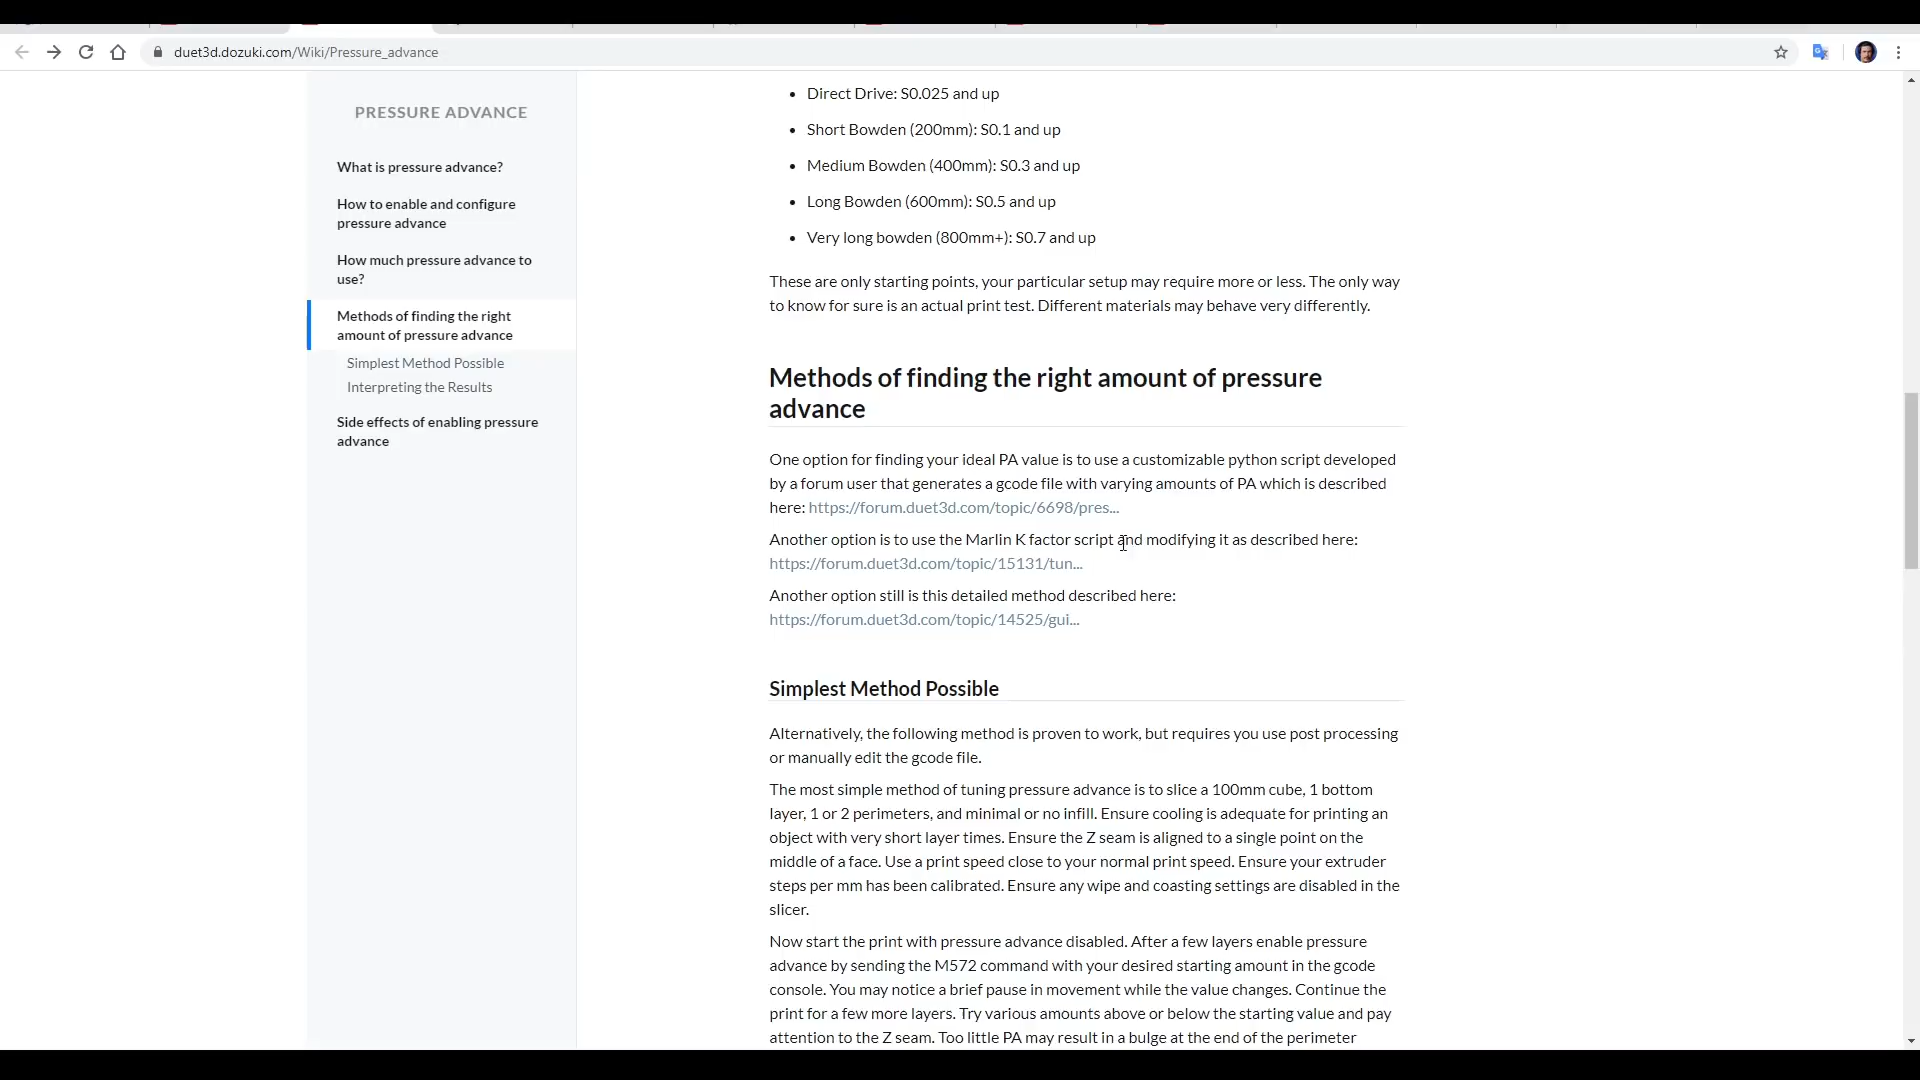 duet3d.dozuki.com/Wiki/Pressure_advance
PRESSURE ADVANCE
What is pressure advance?
How to enable and configure
pressure advance
How much pressure advance to
use?
Methods of finding the right
amount of pressure advance
Simplest Method Possible
Interpreting the Results
Side effects of enabling pressure
advance
Direct Drive: S0.025 and up
Short Bowden (200mm): S0.1 and up
Medium Bowden (400mm): S0.3 and up
Long Bowden (600mm): S0.5 and up
Very long bowden (800mm+): S0.7 and up
These are only starting points, your particular setup may require more or less. The only way
to know for sure is an actual print test. Different materials may behave very differently.
Methods of finding the right amount of pressure
advance
One option for finding your ideal PA value is to use a customizable python script developed
by a forum user that generates a gcode file with varying amounts of PA which is described
here: https://forum.duet3d.com/topic/6698/pres...
Another option is to use the Marlin K factor script and modifying it as described here:
https://forum.duet3d.com/topic/15131/tun...
Another option still is this detailed method described here:
https://forum.duet3d.com/topic/14525/gui...
Simplest Method Possible
Alternatively, the following method is proven to work, but requires you use post processing
or manually edit the gcode file.
The most simple method of tuning pressure advance is to slice a 100mm cube, 1 bottom
layer, 1 or 2 perimeters, and minimal or no infill. Ensure cooling is adequate for printing an
object with very short layer times. Ensure the Z seam is aligned to a single point on the
middle of a face. Use a print speed close to your normal print speed. Ensure your extruder
steps per mm has been calibrated. Ensure any wipe and coasting settings are disabled in the
slicer.
Now start the print with pressure advance disabled. After a few layers enable pressure
advance by sending the M572 command with your desired starting amount in the gcode
console. You may notice a brief pause in movement while the value changes. Continue the
print for a few more layers. Try various amounts above or below the starting value and pay
attention to the Z seam. Too little PA may result in a bulge at the end of the perimeter